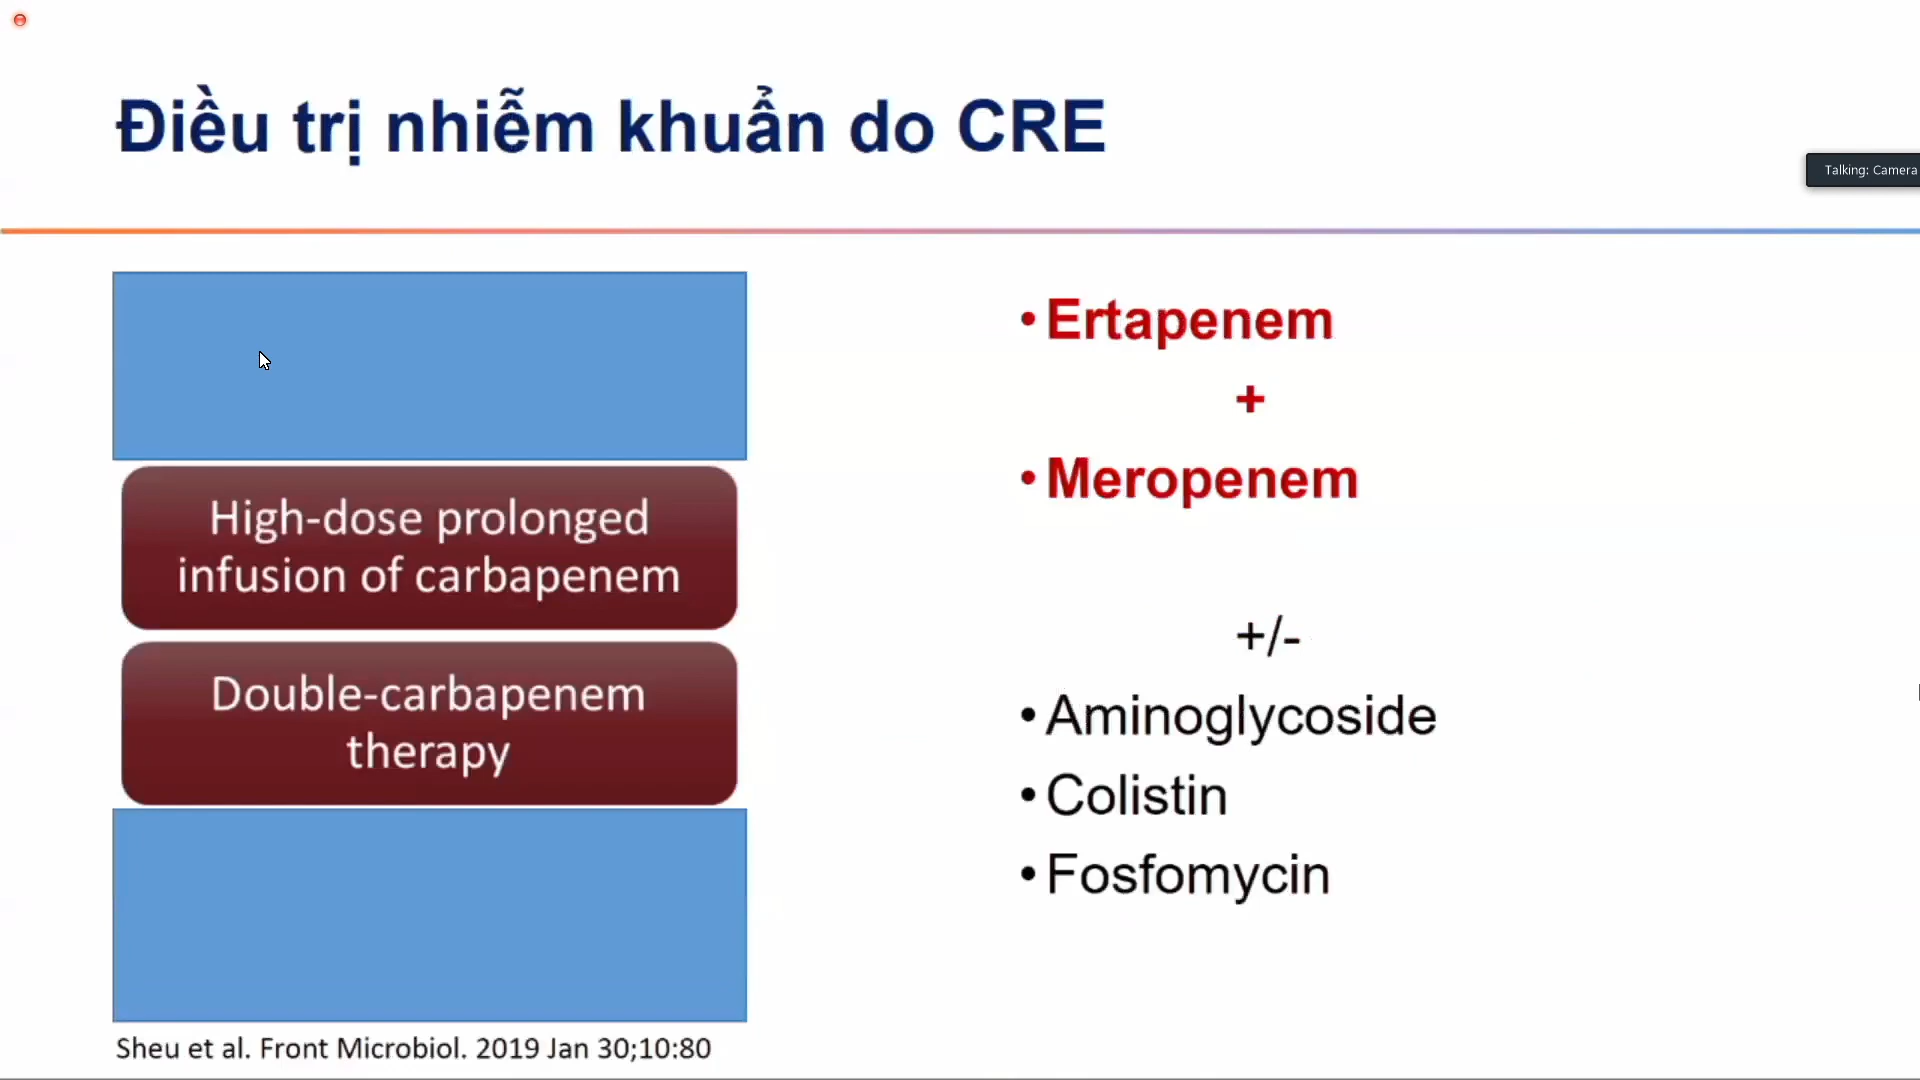 Điều trị nhiễm khuẩn do CRE
Talking: Camera
High-dose prolonged
infusion of carbapenem
Double-carbapenem
therapy
Sheu et al. Front Microbiol. 2019 Jan 30;10:80
• Ertapenem
+
• Meropenem
+/-
• Aminoglycoside
• Colistin
• Fosfomycin